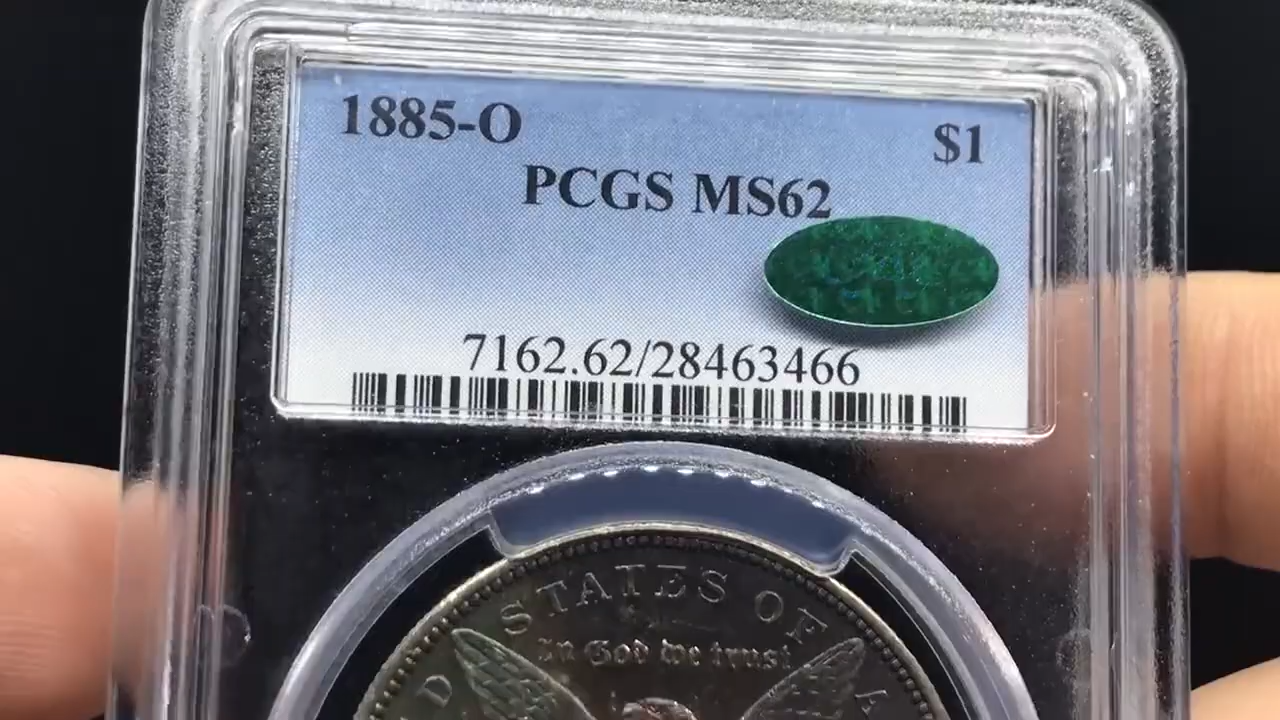 1885-O $1
PCGS MS62
7162.62/28463466
STATES OF
In God we trust
D A